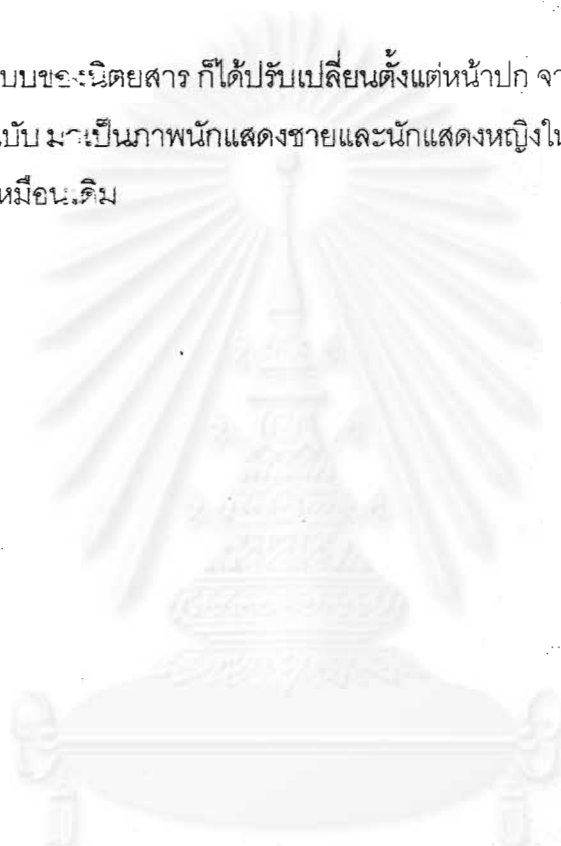 บบของนิตยสาร ก็ได้ปรับเปลี่ยนตั้งแต่หน้าปก จา
บับ มาเป็นภาพนักแสดงชายและนักแสดงหญิงใน
หมือนเดิม